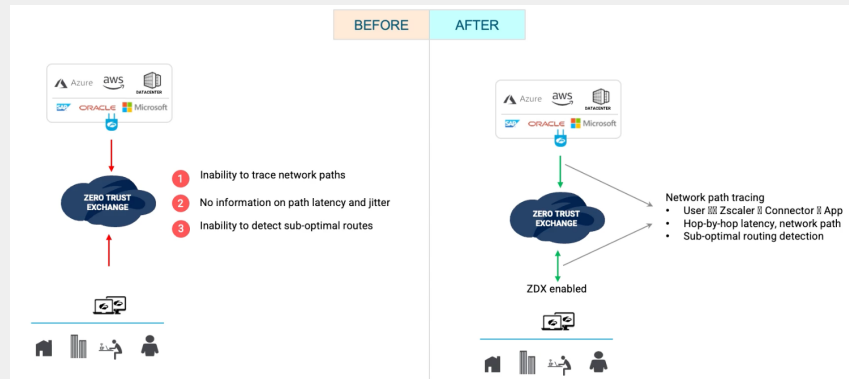 BEFORE
AFTER
Azure
aws
DATACENTER
SAP
ORACLE
Microsoft
1 Inability to trace network paths
ZERO TRUST
EXCHANGE
2 No information on path latency and jitter
3 Inability to detect sub-optimal routes
Azure
aws
DATACENTER
SAP
ORACLE
Microsoft
ZERO TRUST
EXCHANGE
Network path tracing
• User Zscaler Connector App
• Hop-by-hop latency, network path
• Sub-optimal routing detection
ZDX enabled